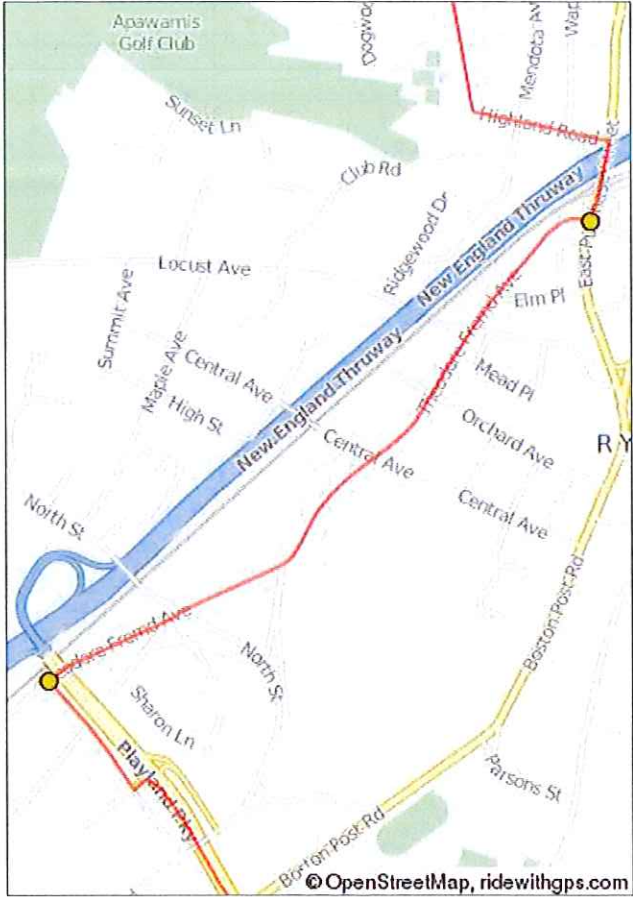 Apawamis
Golf Club
Dogwoo
Mendota Av
Wap
Sunset Ln
Highland Road
Club Rd
Ridgewood Dr
New England Thruway
Locust Ave
Elm Pl
Summit Ave
Maple Ave
Central Ave
New England Thruway
Mead Pl
High St
Orchard Ave
Central Ave
R Y
Central Ave
North St
Boston Post Rd
North St
Sharon Ln
Playland Pky
Parsons St
Boston Post Rd
© OpenStreetMap, ridewithgps.com